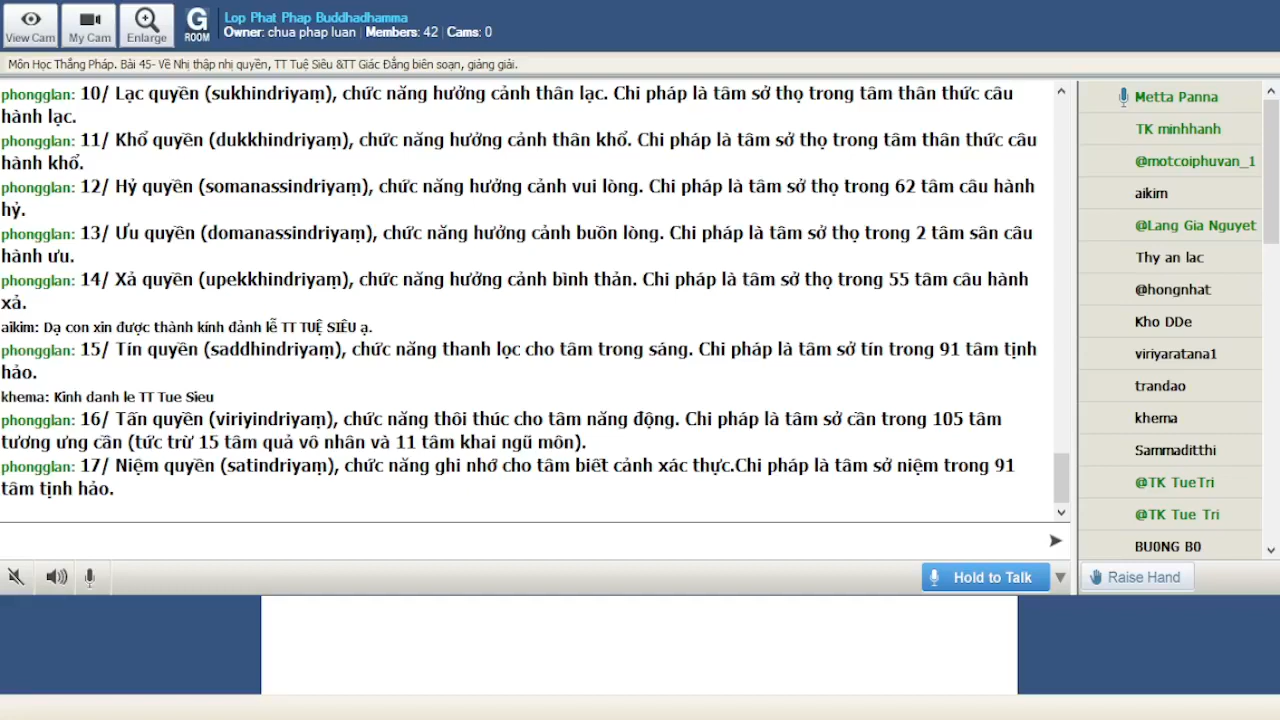 View Cam
My Cam
Enlarge
G
ROOM
Lop Phat Phap Buddhadhamma
Owner: chua phap luan | Members: 42 | Cams: 0
Môn Học Thắng Pháp. Bài 45- Về Nhị thập nhị quyền, TT Tuệ Siêu &TT Giác Đẳng biên soạn, giảng giải.
phongglan: 10/ Lạc quyền (sukhindriyaṃ), chức năng hưởng cảnh thân lạc. Chi pháp là tâm sở thọ trong tâm thân thức câu
hành lạc.
phongglan: 11/ Khổ quyền (dukkhindriyaṃ), chức năng hưởng cảnh thân khổ. Chi pháp là tâm sở thọ trong tâm thân thức câu
hành khổ.
phongglan: 12/ Hỷ quyền (somanassindriyaṃ), chức năng hưởng cảnh vui lòng. Chi pháp là tâm sở thọ trong 62 tâm câu hành
hỷ.
phongglan: 13/ Ưu quyền (domanassindriyaṃ), chức năng hưởng cảnh buồn lòng. Chi pháp là tâm sở thọ trong 2 tâm sân câu
hành ưu.
phongglan: 14/ Xả quyền (upekkhindriyaṃ), chức năng hưởng cảnh bình thản. Chi pháp là tâm sở thọ trong 55 tâm câu hành
xả.
aikim: Dạ con xin được thành kính đảnh lễ TT TUỆ SIÊU ạ.
phongglan: 15/ Tín quyền (saddhindriyaṃ), chức năng thanh lọc cho tâm trong sáng. Chi pháp là tâm sở tín trong 91 tâm tịnh
hảo.
khema: Kinh danh le TT Tue Sieu
phongglan: 16/ Tấn quyền (viriyindriyaṃ), chức năng thôi thúc cho tâm năng động. Chi pháp là tâm sở cần trong 105 tâm
tương ưng cần (tức trừ 15 tâm quả vô nhân và 11 tâm khai ngũ môn).
phongglan: 17/ Niệm quyền (satindriyaṃ), chức năng ghi nhớ cho tâm biết cảnh xác thực.Chi pháp là tâm sở niệm trong 91
tâm tịnh hảo.
Metta Panna
TK minhhanh
@motcoiphuvan_1
aikim
@Lang Gia Nguyet
Thy an lac
@hongnhat
Kho DDe
viriyaratana1
trandao
khema
Sammaditthi
@TK TueTri
@TK Tue Tri
BU0NG B0
Hold to Talk
Raise Hand